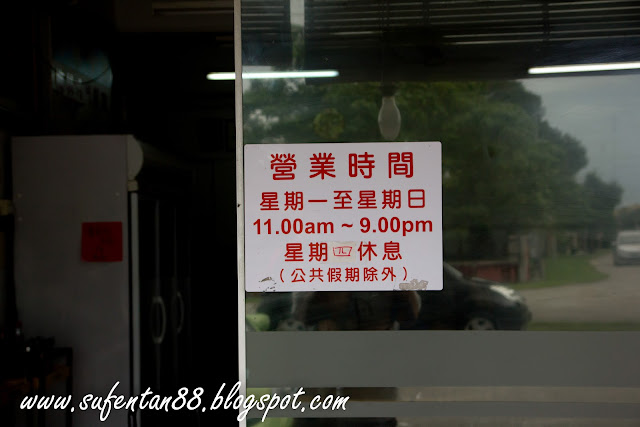 營業時間
星期一至星期日
11.00am ~ 9.00pm
星期四休息
(公共假期除外)
www.sufentan88.blogspot.com